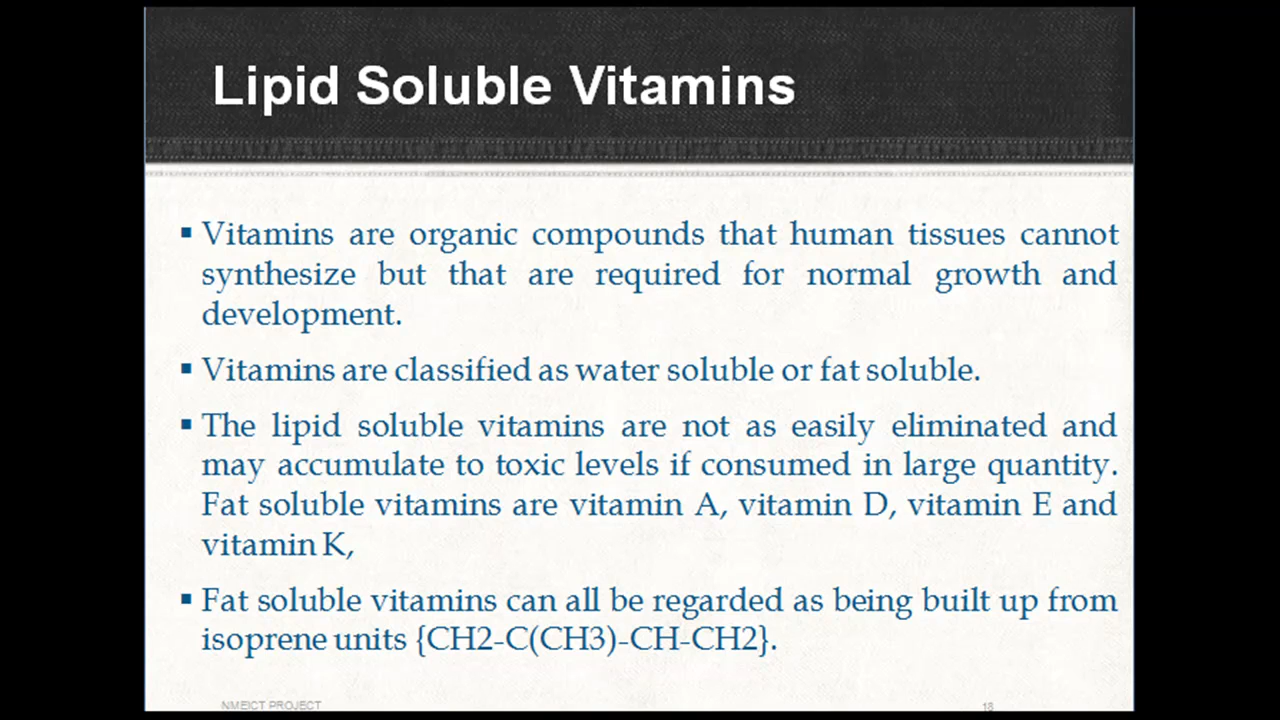 Lipid Soluble Vitamins
▪ Vitamins are organic compounds that human tissues cannot
synthesize but that are required for normal growth and
development.
▪ Vitamins are classified as water soluble or fat soluble.
▪ The lipid soluble vitamins are not as easily eliminated and
may accumulate to toxic levels if consumed in large quantity.
Fat soluble vitamins are vitamin A, vitamin D, vitamin E and
vitamin K,
▪ Fat soluble vitamins can all be regarded as being built up from
isoprene units {CH2-C(CH3)-CH-CH2}.
NMEICT PROJECT 18